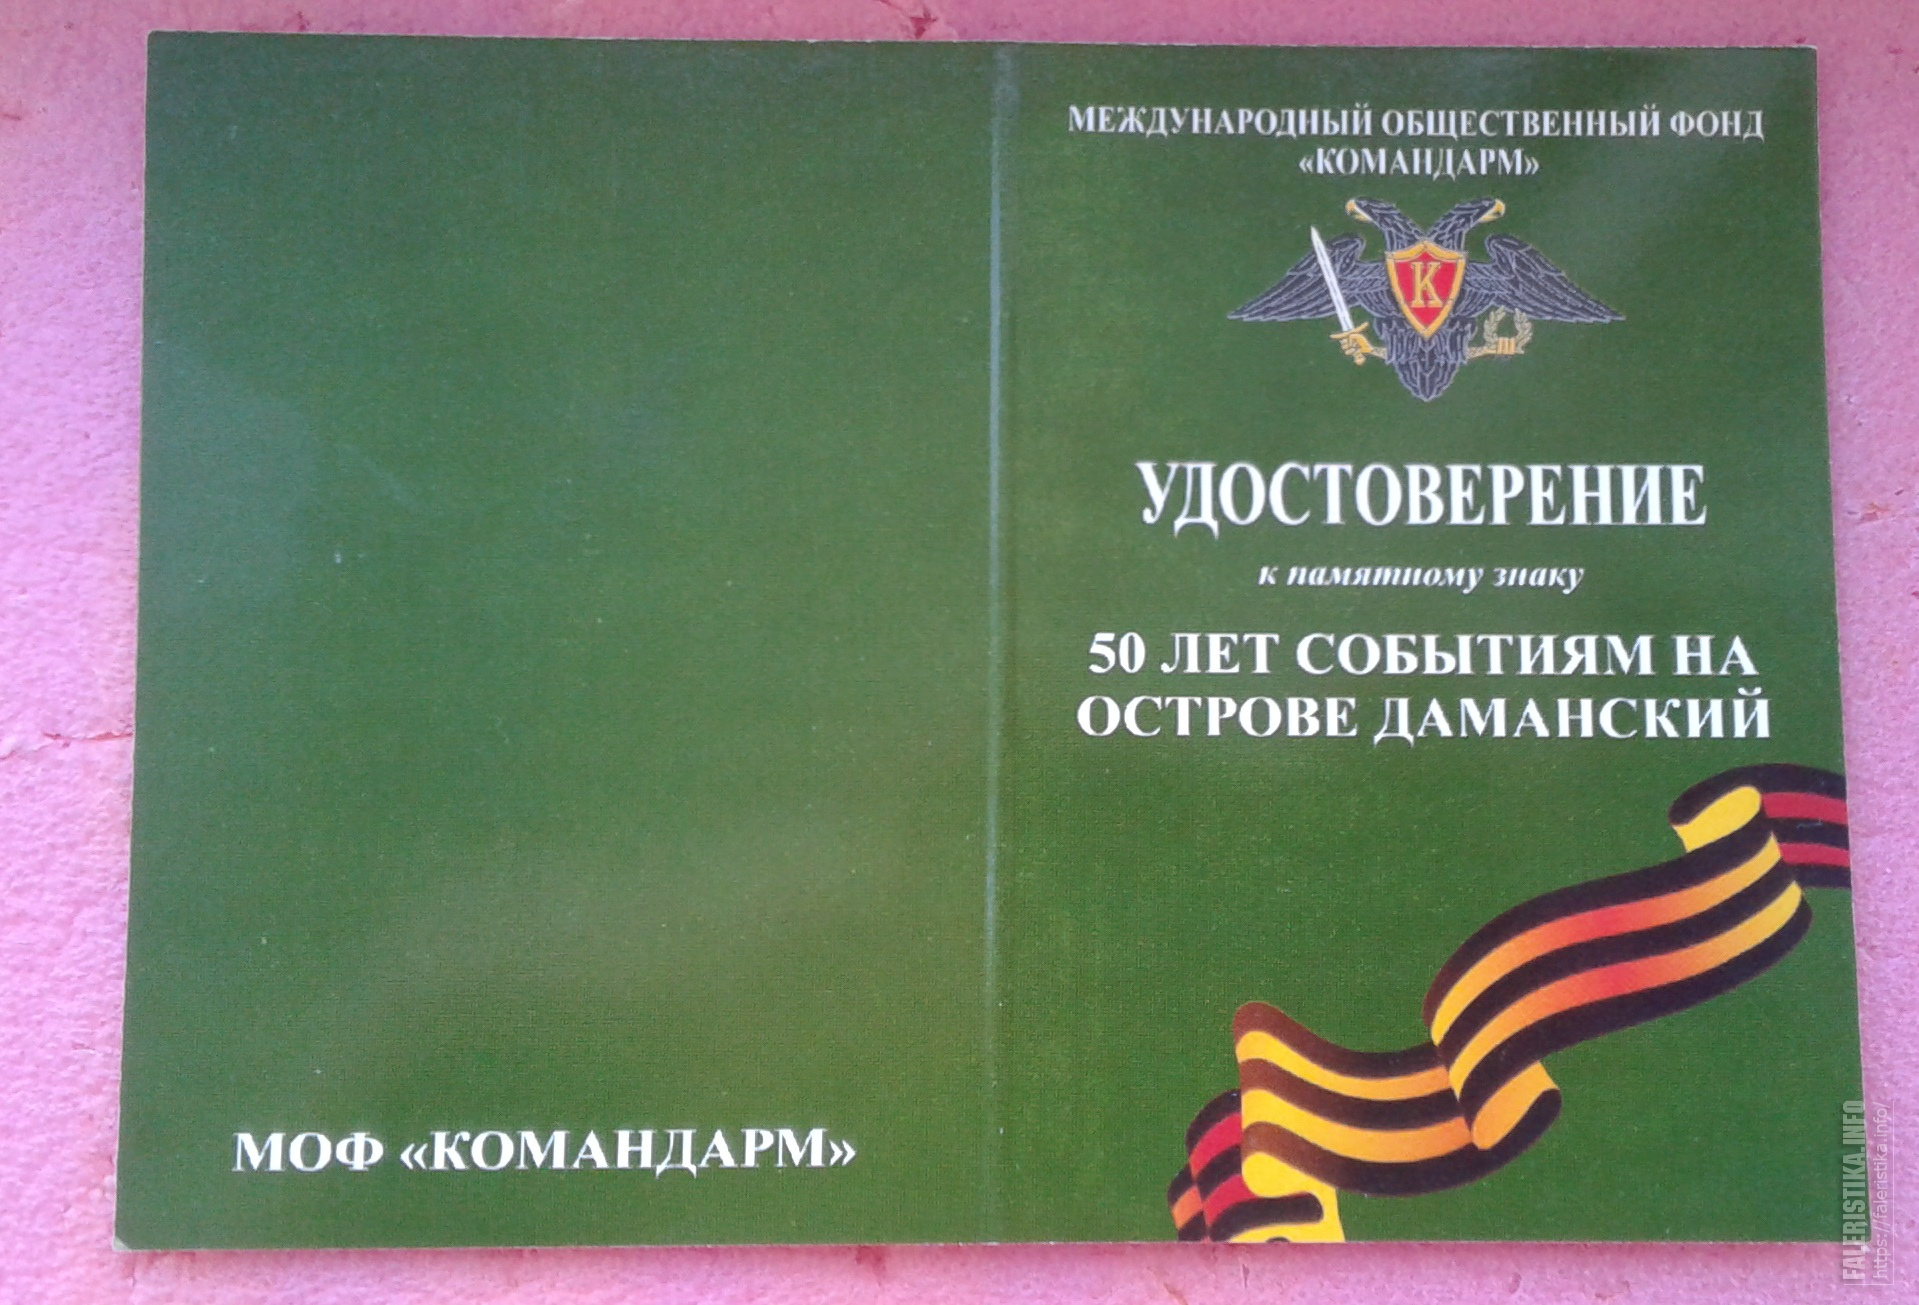 МЕЖДУНАРОДНЫЙ ОБЩЕСТВЕННЫЙ ФОНД
«КОМАНДАРМ»
К
УДОСТОВЕРЕНИЕ
к памятному знаку
50 ЛЕТ СОБЫТИЯМ НА
ОСТРОВЕ ДАМАНСКИЙ
МОФ «КОМАНДАРМ»
FALERISTIKA.INFO
https://faleristika.info/